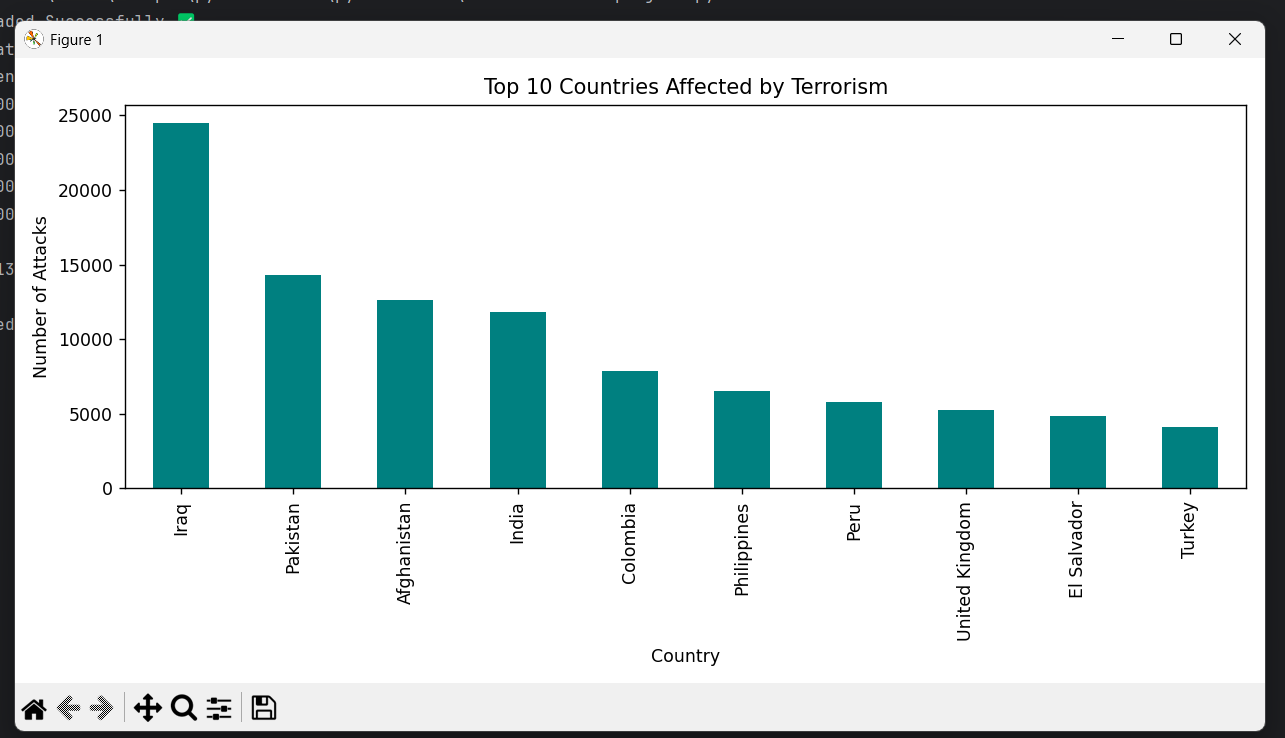 Successfully
Figure 1
Top 10 Countries Affected by Terrorism
25000
20000
15000
10000
5000
0
Number of Attacks
Iraq
Pakistan
Afghanistan
India
Colombia
Philippines
Peru
United Kingdom
El Salvador
Turkey
Country